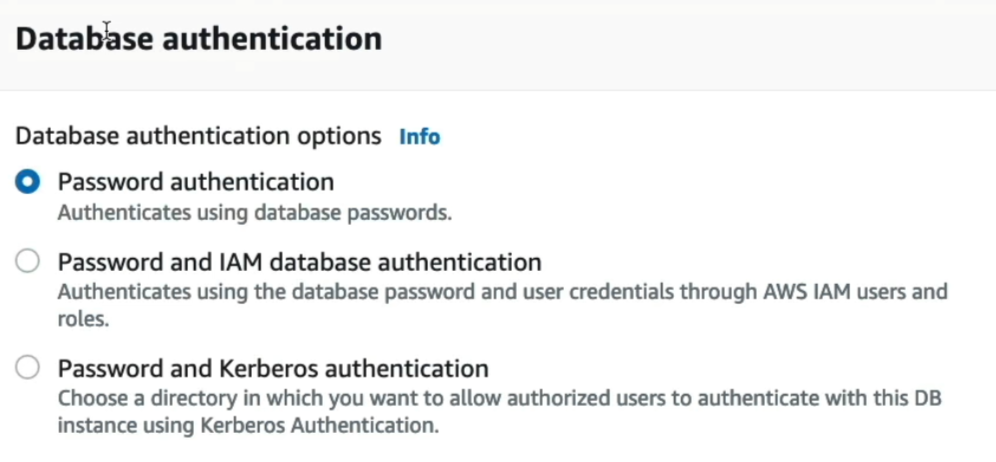 Database authentication
Database authentication options Info
Password authentication
Authenticates using database passwords.
Password and IAM database authentication
Authenticates using the database password and user credentials through AWS IAM users and
roles.
Password and Kerberos authentication
Choose a directory in which you want to allow authorized users to authenticate with this DB
instance using Kerberos Authentication.